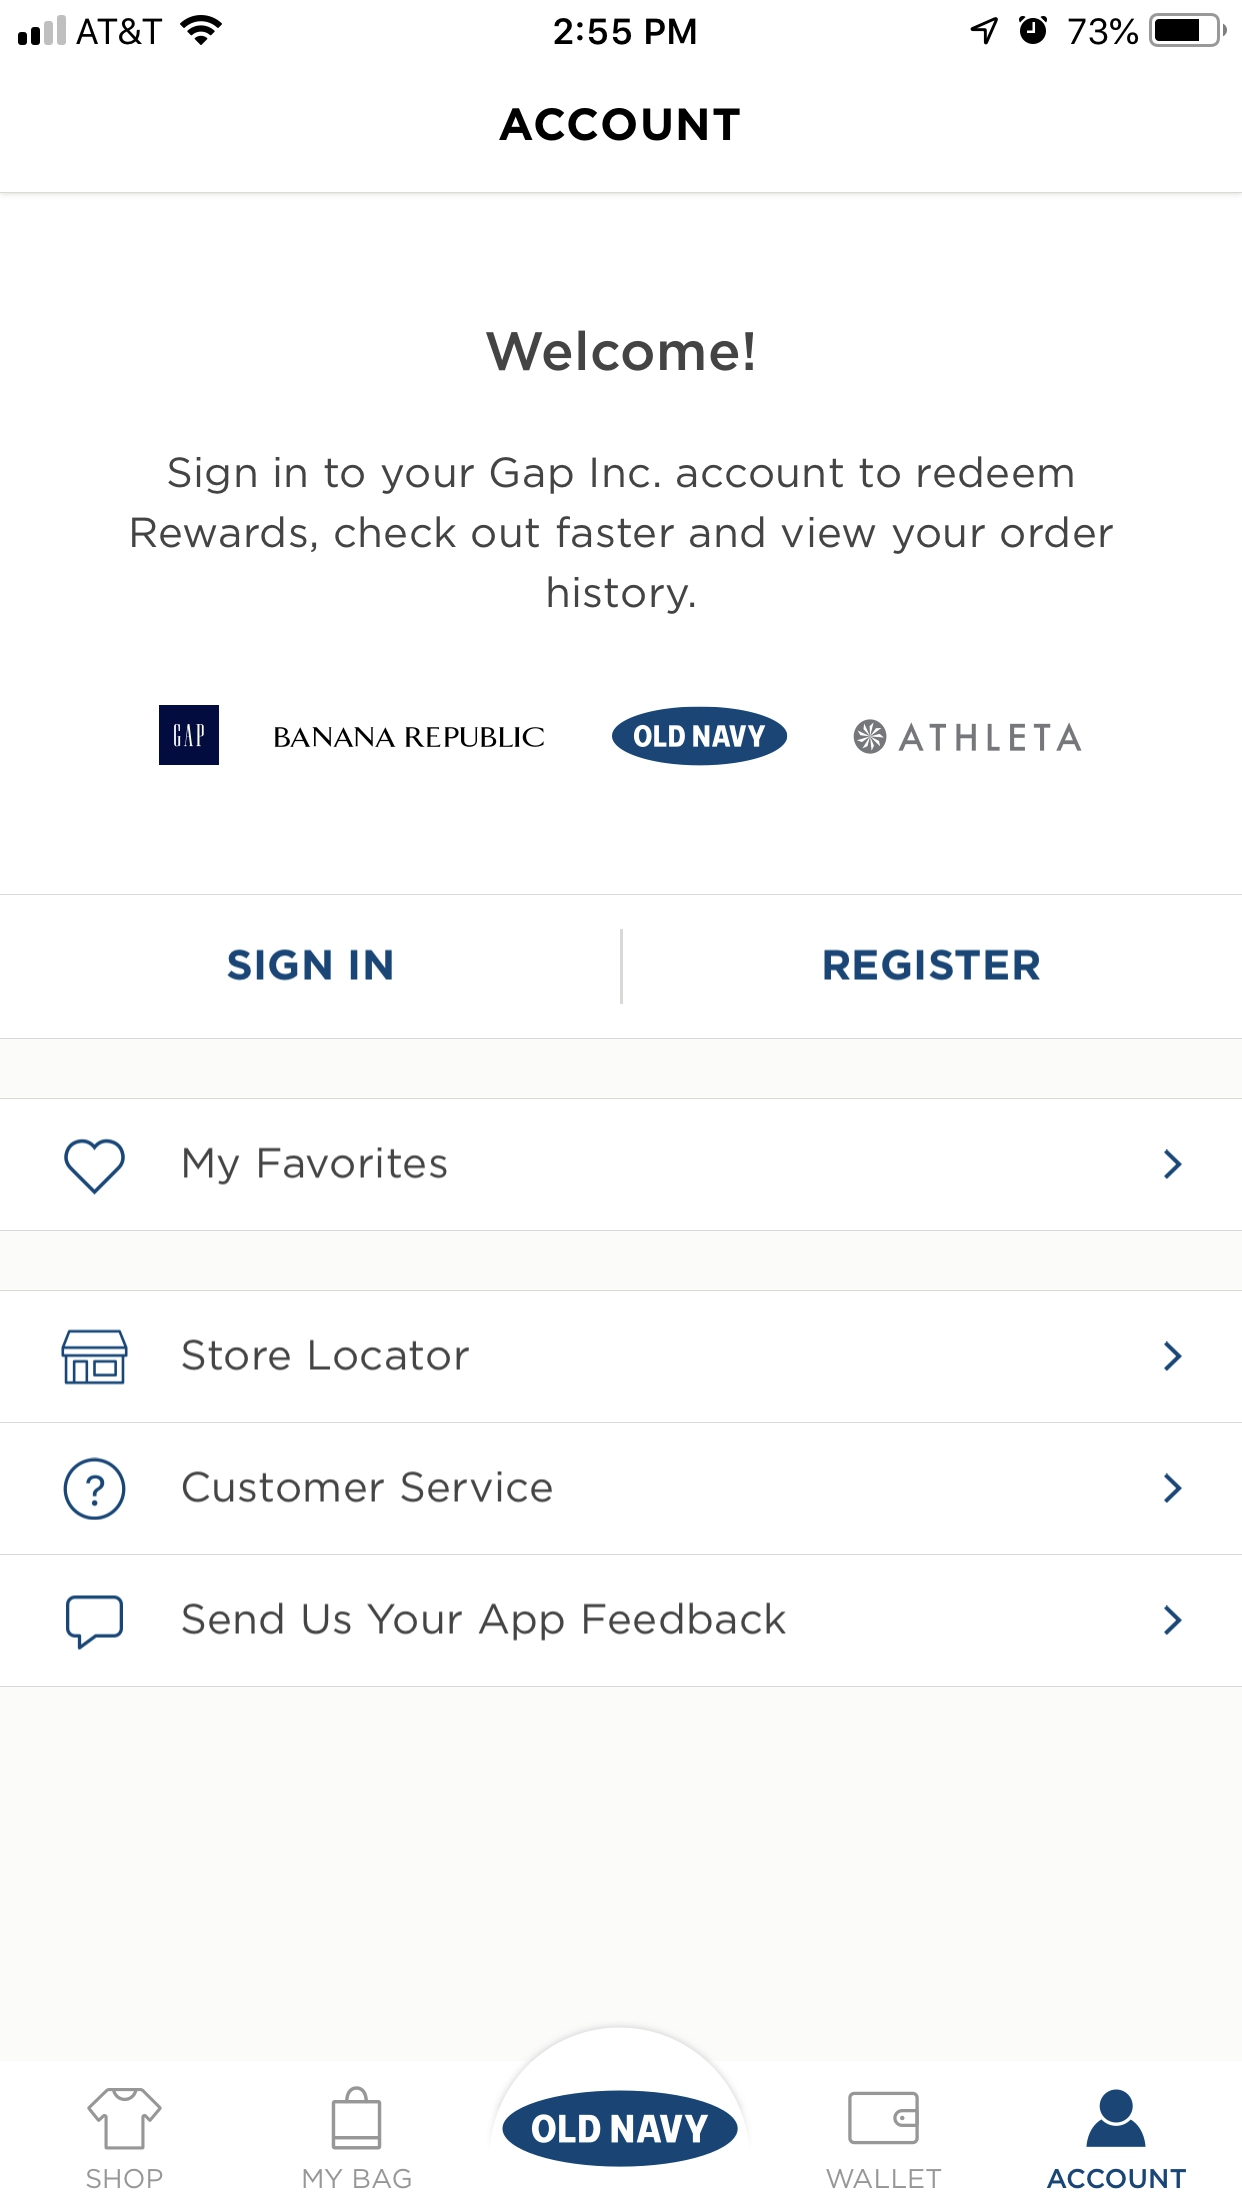 AT&T 2:55 PM 73%
ACCOUNT
Welcome!
Sign in to your Gap Inc. account to redeem
Rewards, check out faster and view your order
history.
GAP BANANA REPUBLIC OLD NAVY ATHLETA
SIGN IN REGISTER
My Favorites
Store Locator
? Customer Service
Send Us Your App Feedback
OLD NAVY
SHOP MY BAG WALLET ACCOUNT